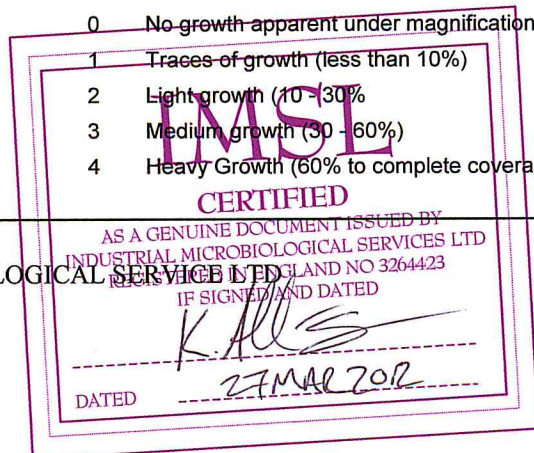 0 No growth apparent under magnification
1 Traces of growth (less than 10%)
2 Light growth (10 - 30%
3 Medium growth (30 - 60%)
4 Heavy Growth (60% to complete covera
IMSL
CERTIFIED
AS A GENUINE DOCUMENT ISSUED BY
INDUSTRIAL MICROBIOLOGICAL SERVICES LTD
LOGICAL SERVICE LTD
REGISTERED IN ENGLAND NO 3264423
IF SIGNED AND DATED
DATED 27 MAR 2012